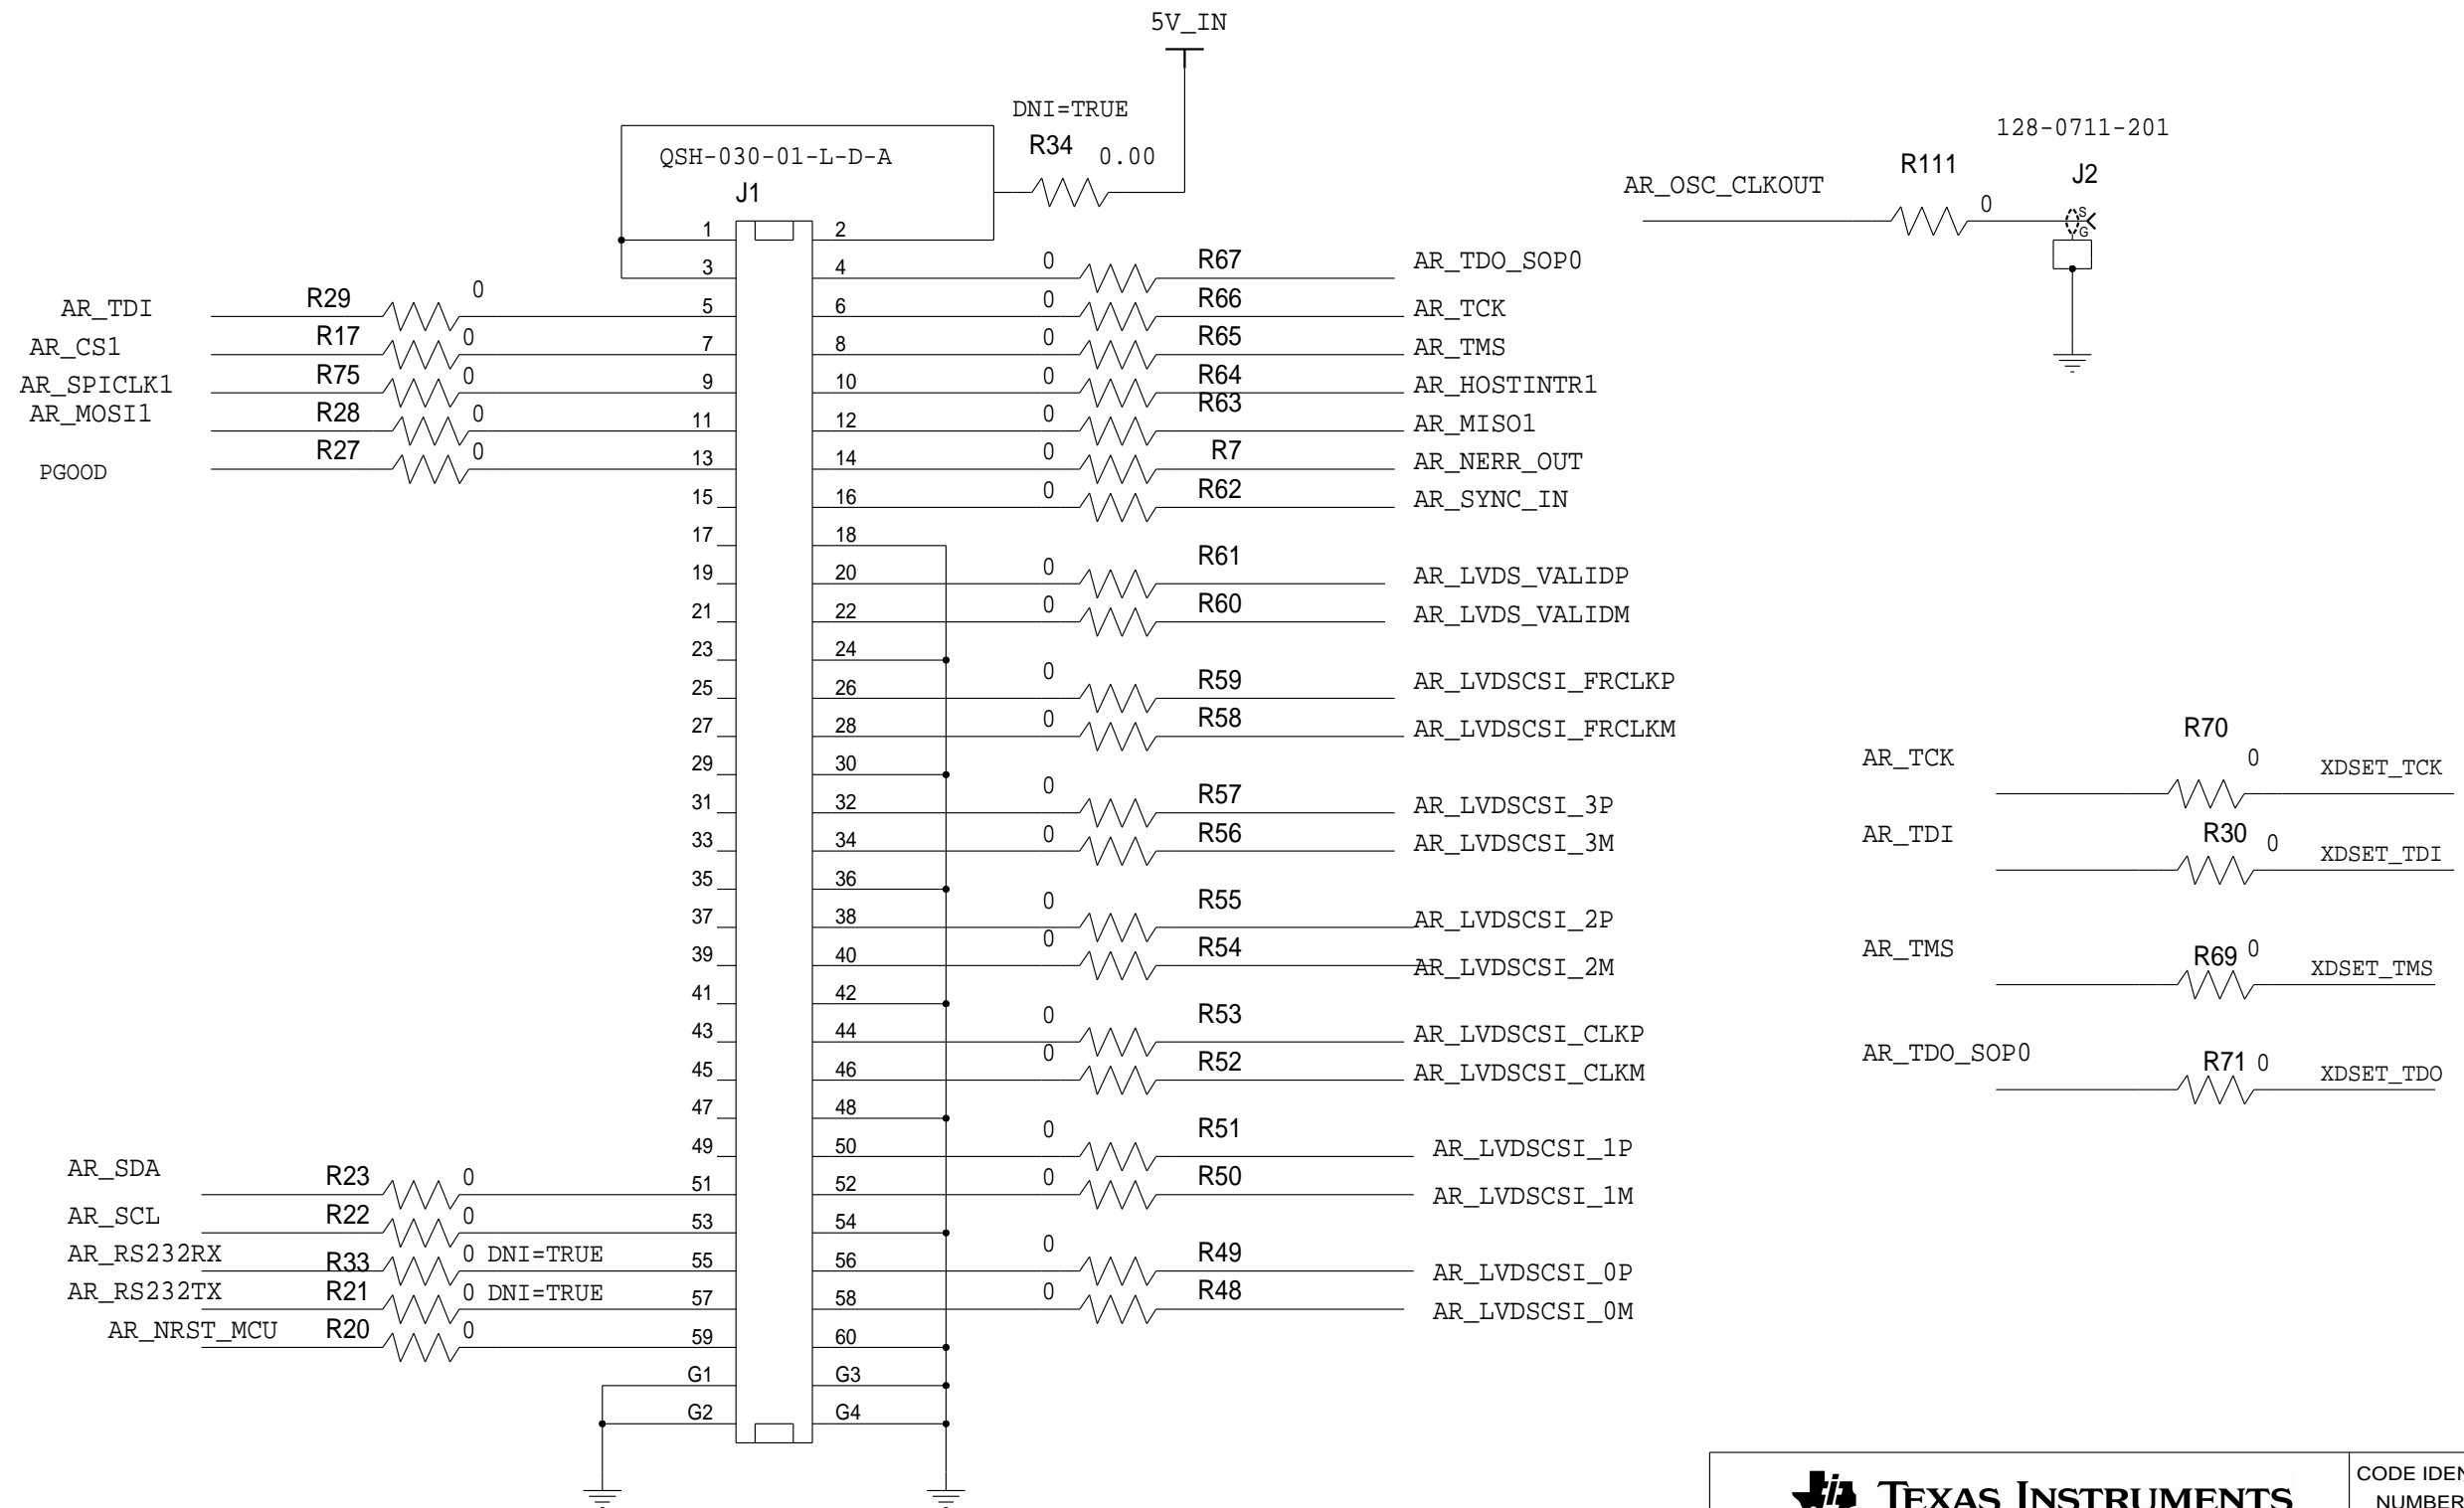 5V_IN
DNI=TRUE
R34 0.00
QSH-030-01-L-D-A
J1
128-0711-201
R111
J2
AR_OSC_CLKOUT
0
S
G
1 2
3 4 0 R67 AR_TDO_SOP0
AR_TDI R29 0 5 6 0 R66 AR_TCK
AR_CS1 R17 0 7 8 0 R65 AR_TMS
AR_SPICLK1 R75 0 9 10 0 R64 AR_HOSTINTR1
AR_MOSI1 R28 0 11 12 0 R63 AR_MISO1
PGOOD R27 0 13 14 0 R7 AR_NERR_OUT
15 16 0 R62 AR_SYNC_IN
17 18
19 20 0 R61 AR_LVDS_VALIDP
21 22 0 R60 AR_LVDS_VALIDM
23 24
25 26 0 R59 AR_LVDSCSI_FRCLKP
27 28 0 R58 AR_LVDSCSI_FRCLKM
29 30
31 32 0 R57 AR_LVDSCSI_3P
33 34 0 R56 AR_LVDSCSI_3M
35 36
37 38 0 R55 AR_LVDSCSI_2P
39 40 0 R54 AR_LVDSCSI_2M
41 42
43 44 0 R53 AR_LVDSCSI_CLKP
45 46 0 R52 AR_LVDSCSI_CLKM
47 48
49 50 0 R51 AR_LVDSCSI_1P
AR_SDA R23 0 51 52 0 R50 AR_LVDSCSI_1M
AR_SCL R22 0 53 54
AR_RS232RX R33 0 DNI=TRUE 55 56 0 R49 AR_LVDSCSI_0P
AR_RS232TX R21 0 DNI=TRUE 57 58 0 R48 AR_LVDSCSI_0M
AR_NRST_MCU R20 0 59 60
G1 G3
G2 G4
AR_TCK R70 0 XDSET_TCK
AR_TDI R30 0 XDSET_TDI
AR_TMS R69 0 XDSET_TMS
AR_TDO_SOP0 R71 0 XDSET_TDO
TEXAS INSTRUMENTS
CODE IDEN
NUMBER